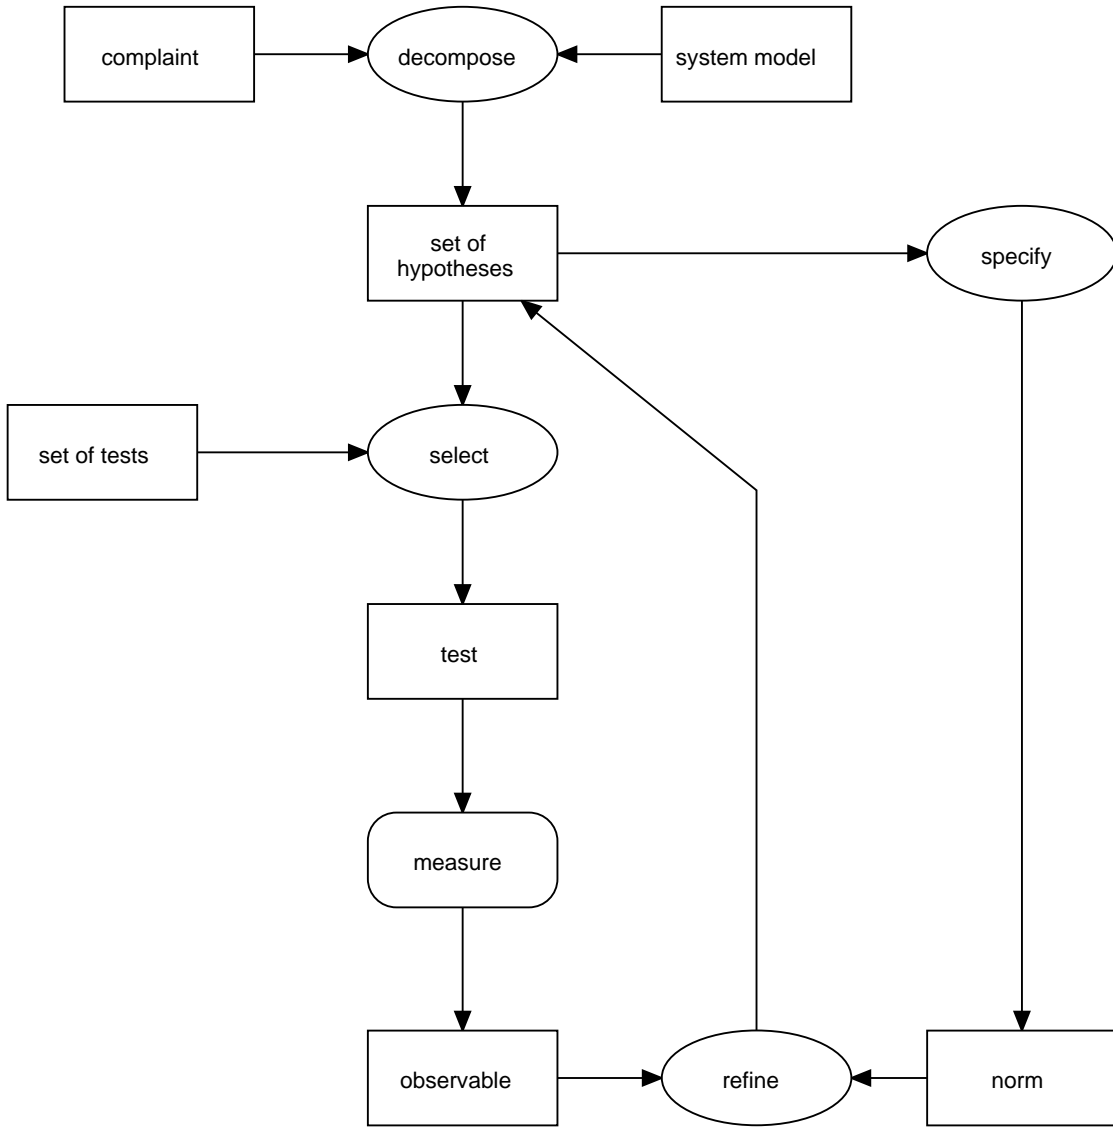 complaint
decompose
system model
set of
hypotheses
specify
set of tests
select
test
measure
observable
refine
norm